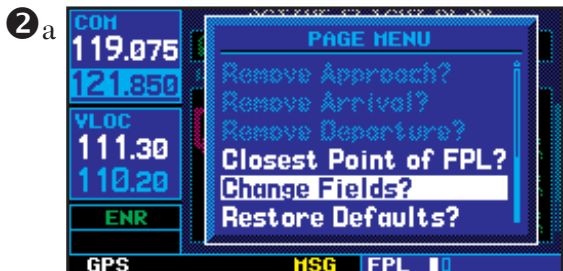 ❷a
COM
119.075
121.850
VLOC
111.30
110.20
ENR
GPS
PAGE MENU
Remove Approach?
Remove Arrival?
Remove Departure?
Closest Point of FPL?
Change Fields?
Restore Defaults?
MSG
FPL